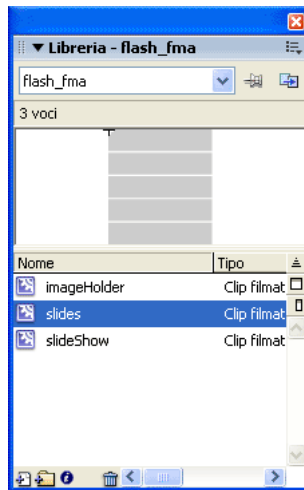 Libreria - flash_fma
flash_fma
3 voci
Nome Tipo
imageHolder Clip filmat
slides Clip filmat
slideShow Clip filmat